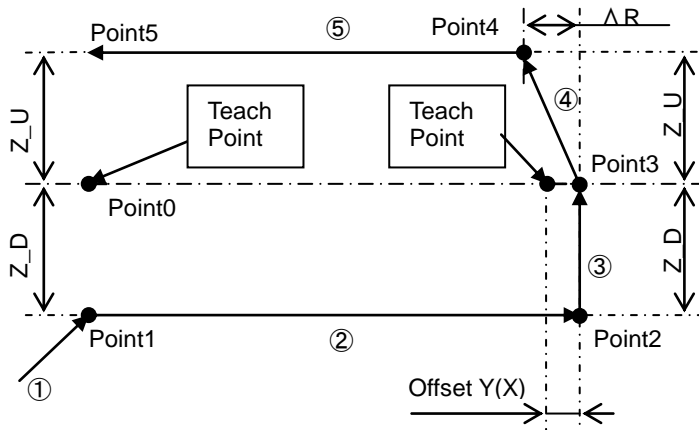 ⑤
Point4
Δ R
Point5
Z_U
Teach
Point
Teach
Point
④
Z_U
Point3
Point0
Z_D
③
Z_D
Point1
②
Point2
①
Offset Y(X)